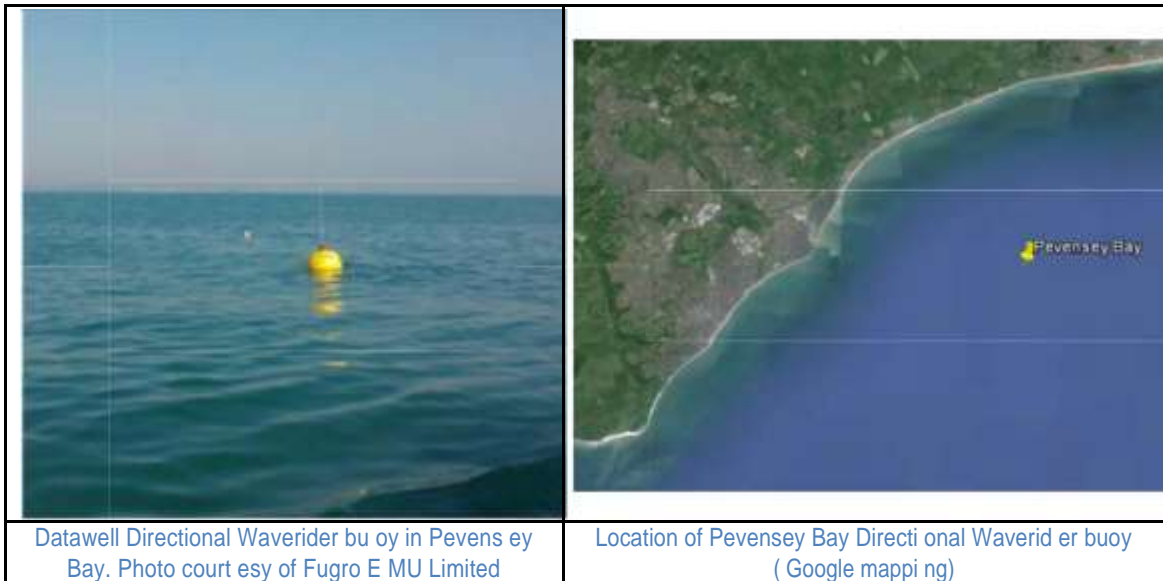 Pevensey Bay
Datawell Directional Waverider bu oy in Pevens ey
Bay. Photo court esy of Fugro E MU Limited
Location of Pevensey Bay Directi onal Waverid er buoy
( Google mappi ng)